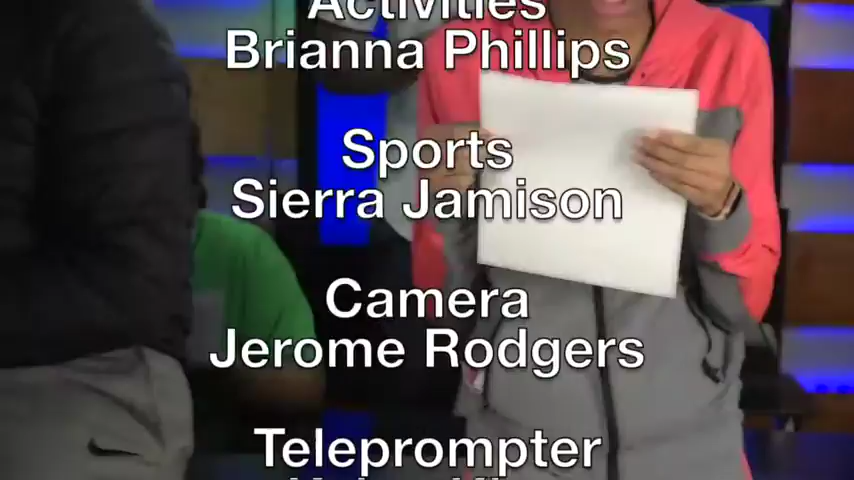 Activities
Brianna Phillips
Sports
Sierra Jamison
Camera
Jerome Rodgers
Teleprompter